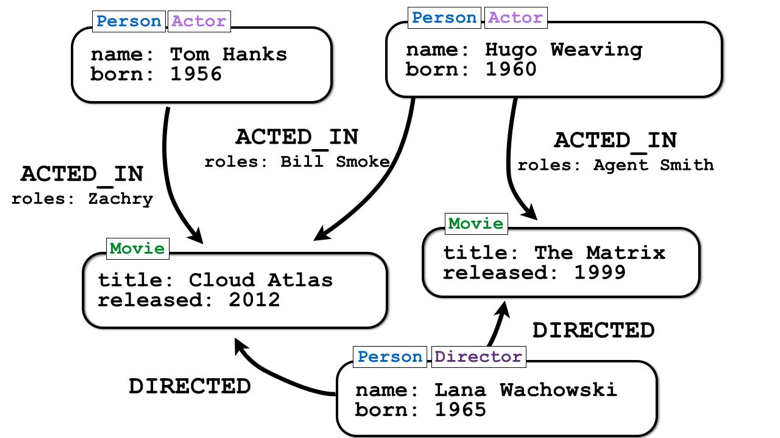 Person Actor
name: Tom Hanks
born: 1956
Person Actor
name: Hugo Weaving
born: 1960
ACTED_IN
roles: Zachry
ACTED_IN
roles: Bill Smoke
ACTED_IN
roles: Agent Smith
Movie
title: Cloud Atlas
released: 2012
Movie
title: The Matrix
released: 1999
DIRECTED
DIRECTED
Person Director
name: Lana Wachowski
born: 1965